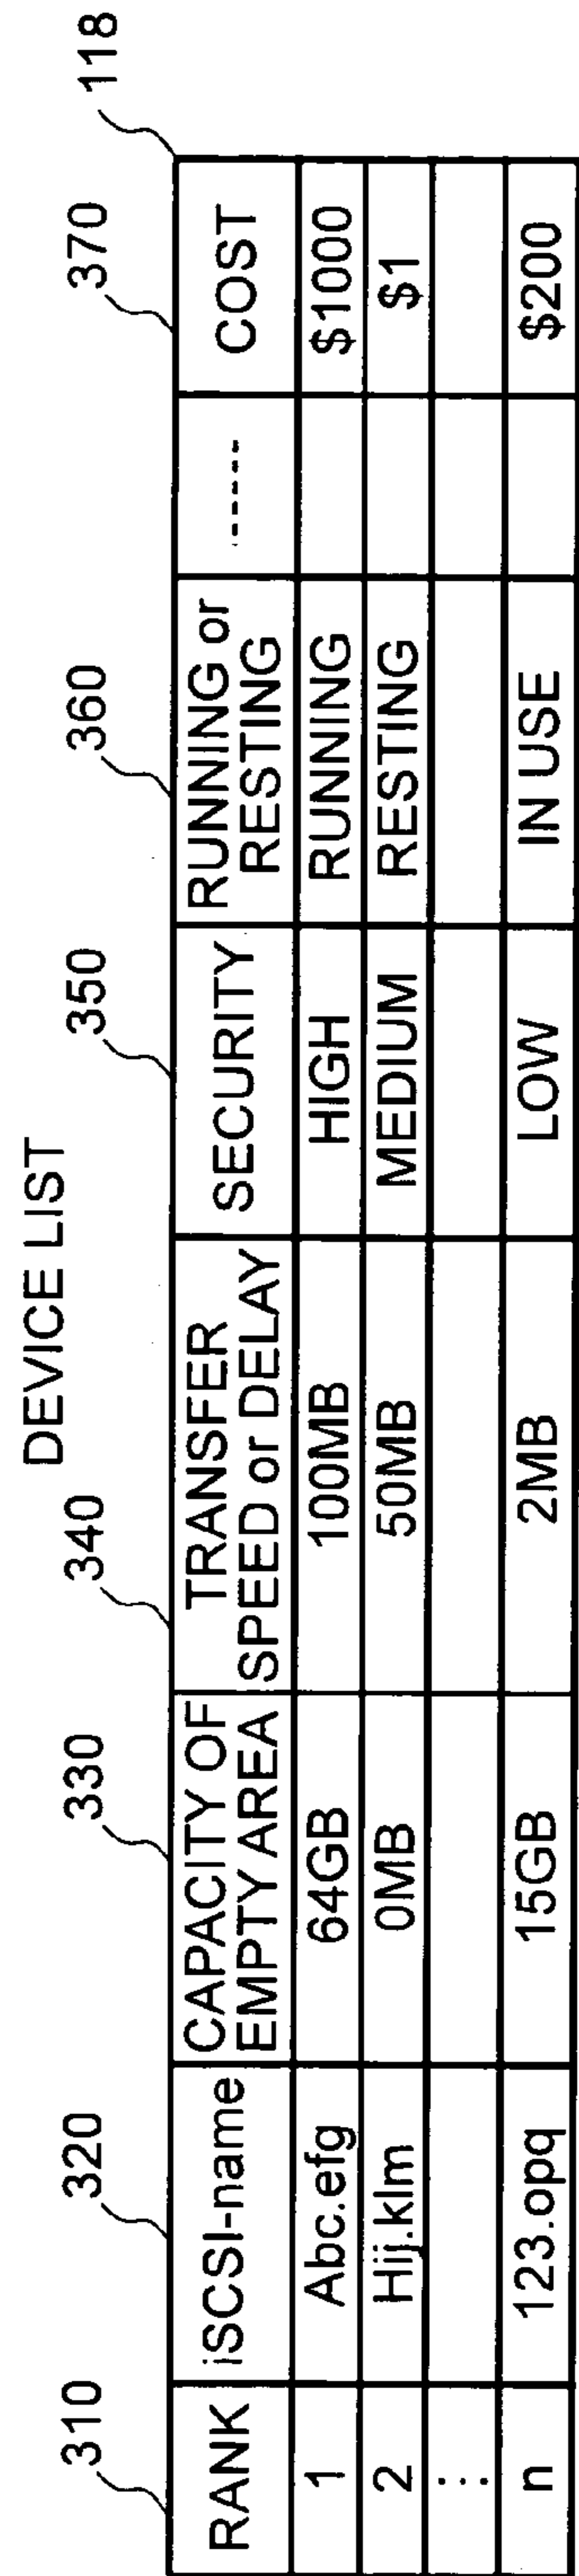 DEVICE LIST
310 320 330 340 350 360 370 118
RANK iSCSI-name CAPACITY OF EMPTY AREA TRANSFER SPEED or DELAY SECURITY RUNNING or RESTING ----- COST
1 Abc.efg 64GB 100MB HIGH RUNNING $1000
2 Hij.klm 0MB 50MB MEDIUM RESTING $1
:
n 123.opq 15GB 2MB LOW IN USE $200